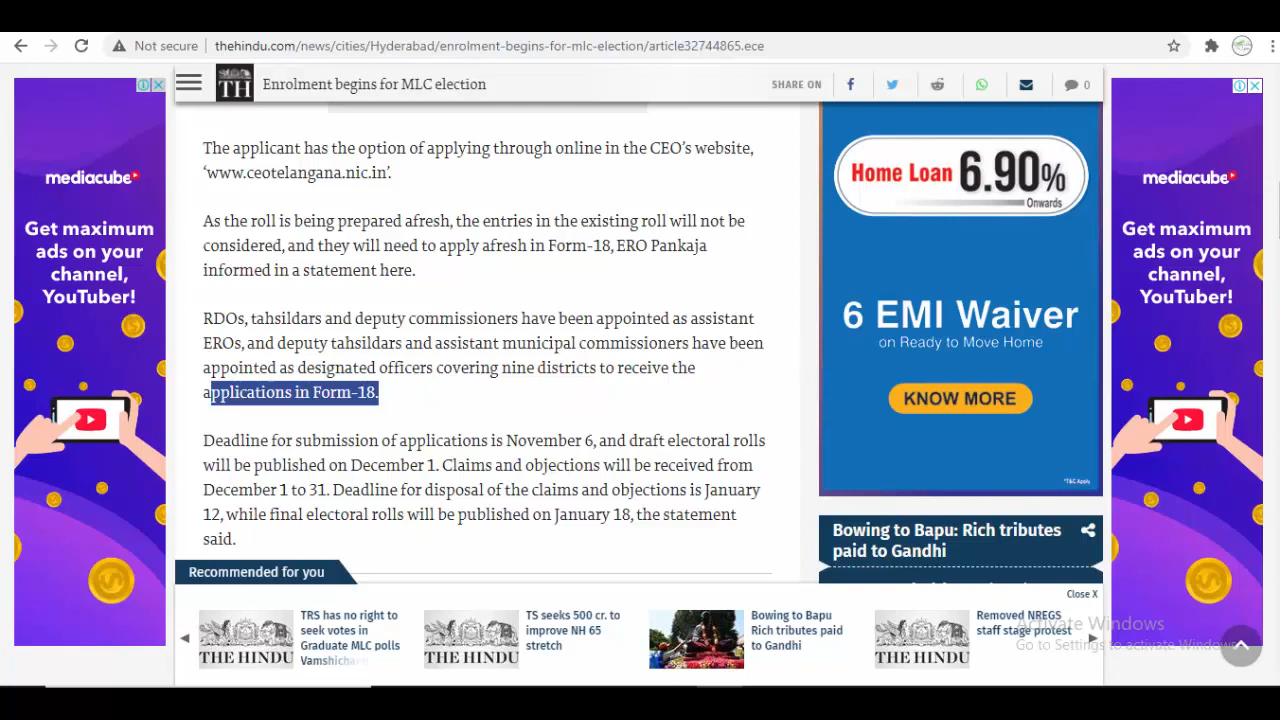 Not secure
thehindu.com/news/cities/Hyderabad/enrolment-begins-for-mlc-election/article32744865.ece
TH
Enrolment begins for MLC election
SHARE ON
0
The applicant has the option of applying through online in the CEO's website,
'www.ceotelangana.nic.in'.
As the roll is being prepared afresh, the entries in the existing roll will not be
considered, and they will need to apply afresh in Form-18, ERO Pankaja
informed in a statement here.
RDOs, tahsildars and deputy commissioners have been appointed as assistant
EROs, and deputy tahsildars and assistant municipal commissioners have been
appointed as designated officers covering nine districts to receive the
applications in Form-18.
Deadline for submission of applications is November 6, and draft electoral rolls
will be published on December 1. Claims and objections will be received from
December 1 to 31. Deadline for disposal of the claims and objections is January
12, while final electoral rolls will be published on January 18, the statement
said.
mediacube
Get maximum
ads on your
channel,
YouTuber!
Home Loan 6.90%
Onwards
6 EMI Waiver
on Ready to Move Home
KNOW MORE
*T&C Apply
Bowing to Bapu: Rich tributes
paid to Gandhi
mediacube
Get maximum
ads on your
channel,
YouTuber!
Recommended for you
Close X
THE HINDU
TRS has no right to
seek votes in
Graduate MLC polls
Vamshichand
THE HINDU
TS seeks 500 cr. to
improve NH 65
stretch
Bowing to Bapu
Rich tributes paid
to Gandhi
THE HINDU
Removed NREGS
staff stage protest
Activate Windows
Go to Settings to activate Windows.